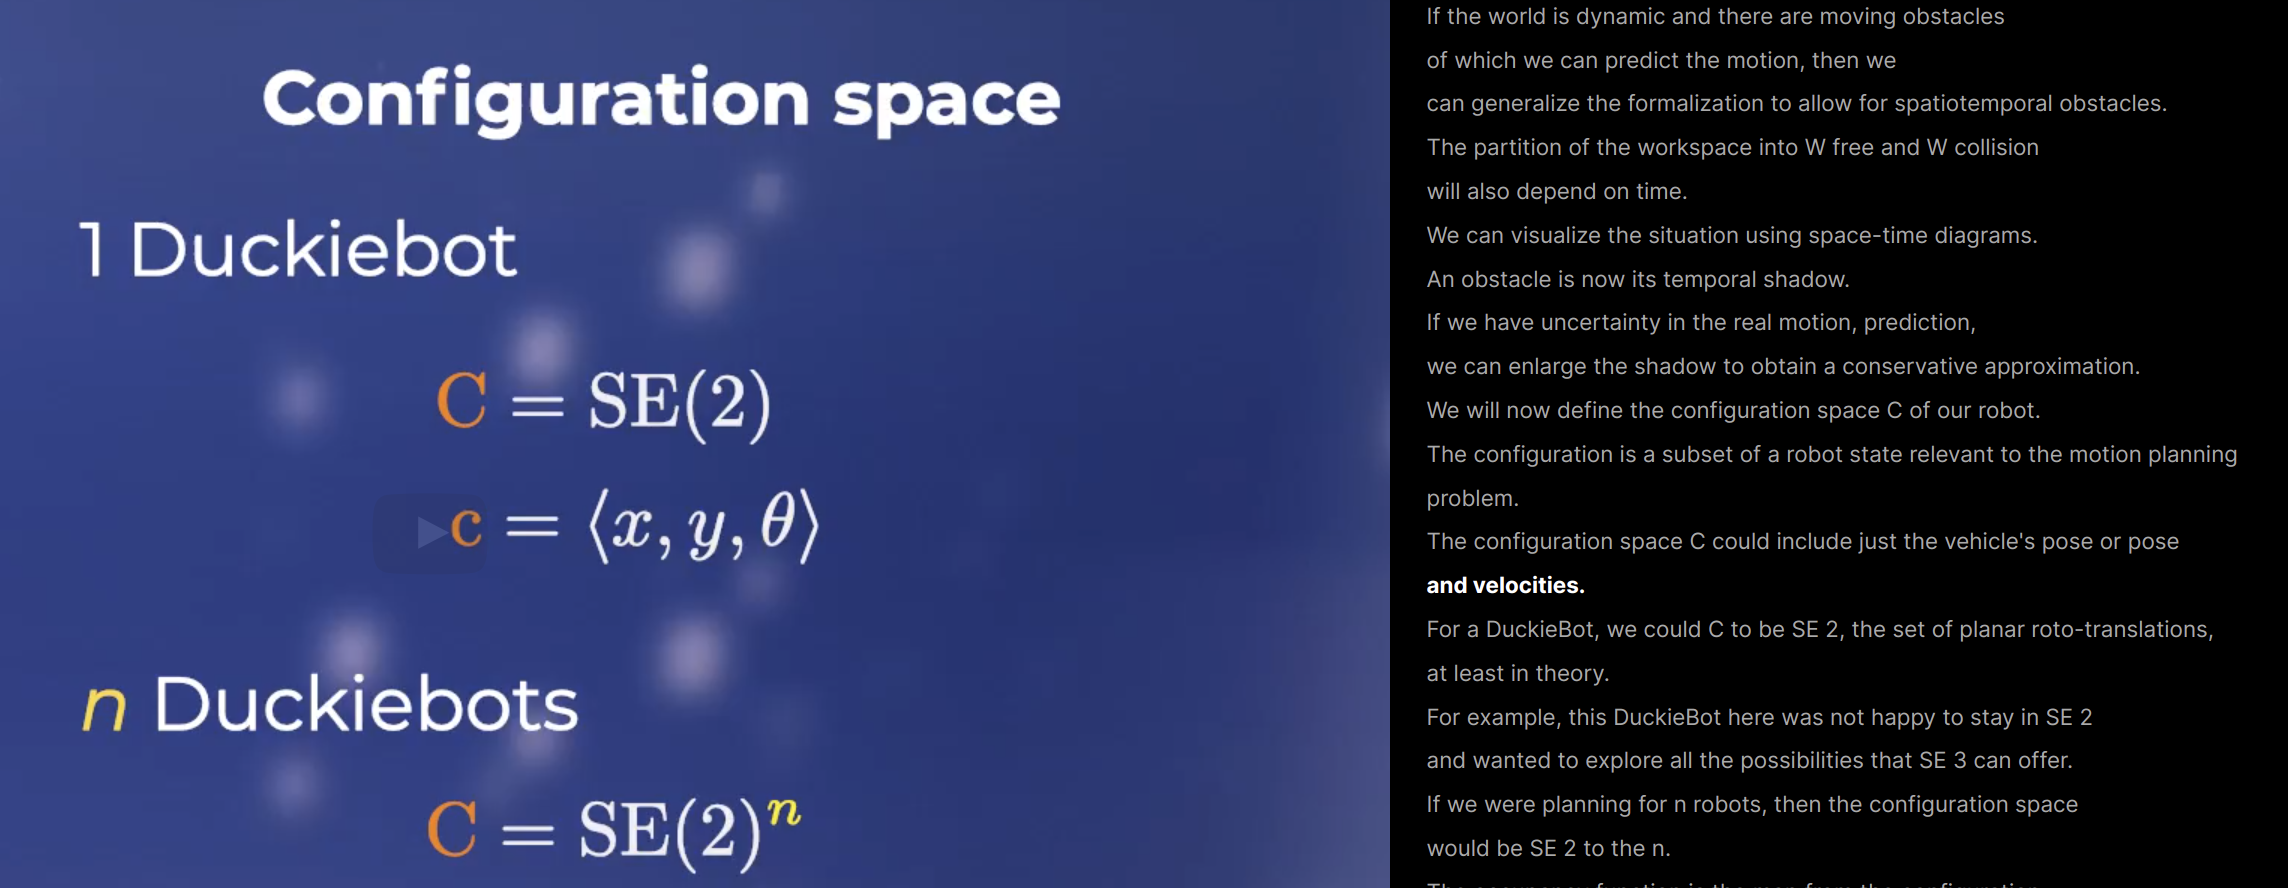 Configuration space
1 Duckiebot
C = SE(2)
c = ⟨x, y, θ⟩
n Duckiebots
C = SE(2)ⁿ
If the world is dynamic and there are moving obstacles
of which we can predict the motion, then we
can generalize the formalization to allow for spatiotemporal obstacles.
The partition of the workspace into W free and W collision
will also depend on time.
We can visualize the situation using space-time diagrams.
An obstacle is now its temporal shadow.
If we have uncertainty in the real motion, prediction,
we can enlarge the shadow to obtain a conservative approximation.
We will now define the configuration space C of our robot.
The configuration is a subset of a robot state relevant to the motion planning
problem.
The configuration space C could include just the vehicle's pose or pose
and velocities.
For a DuckieBot, we could C to be SE 2, the set of planar roto-translations,
at least in theory.
For example, this DuckieBot here was not happy to stay in SE 2
and wanted to explore all the possibilities that SE 3 can offer.
If we were planning for n robots, then the configuration space
would be SE 2 to the n.